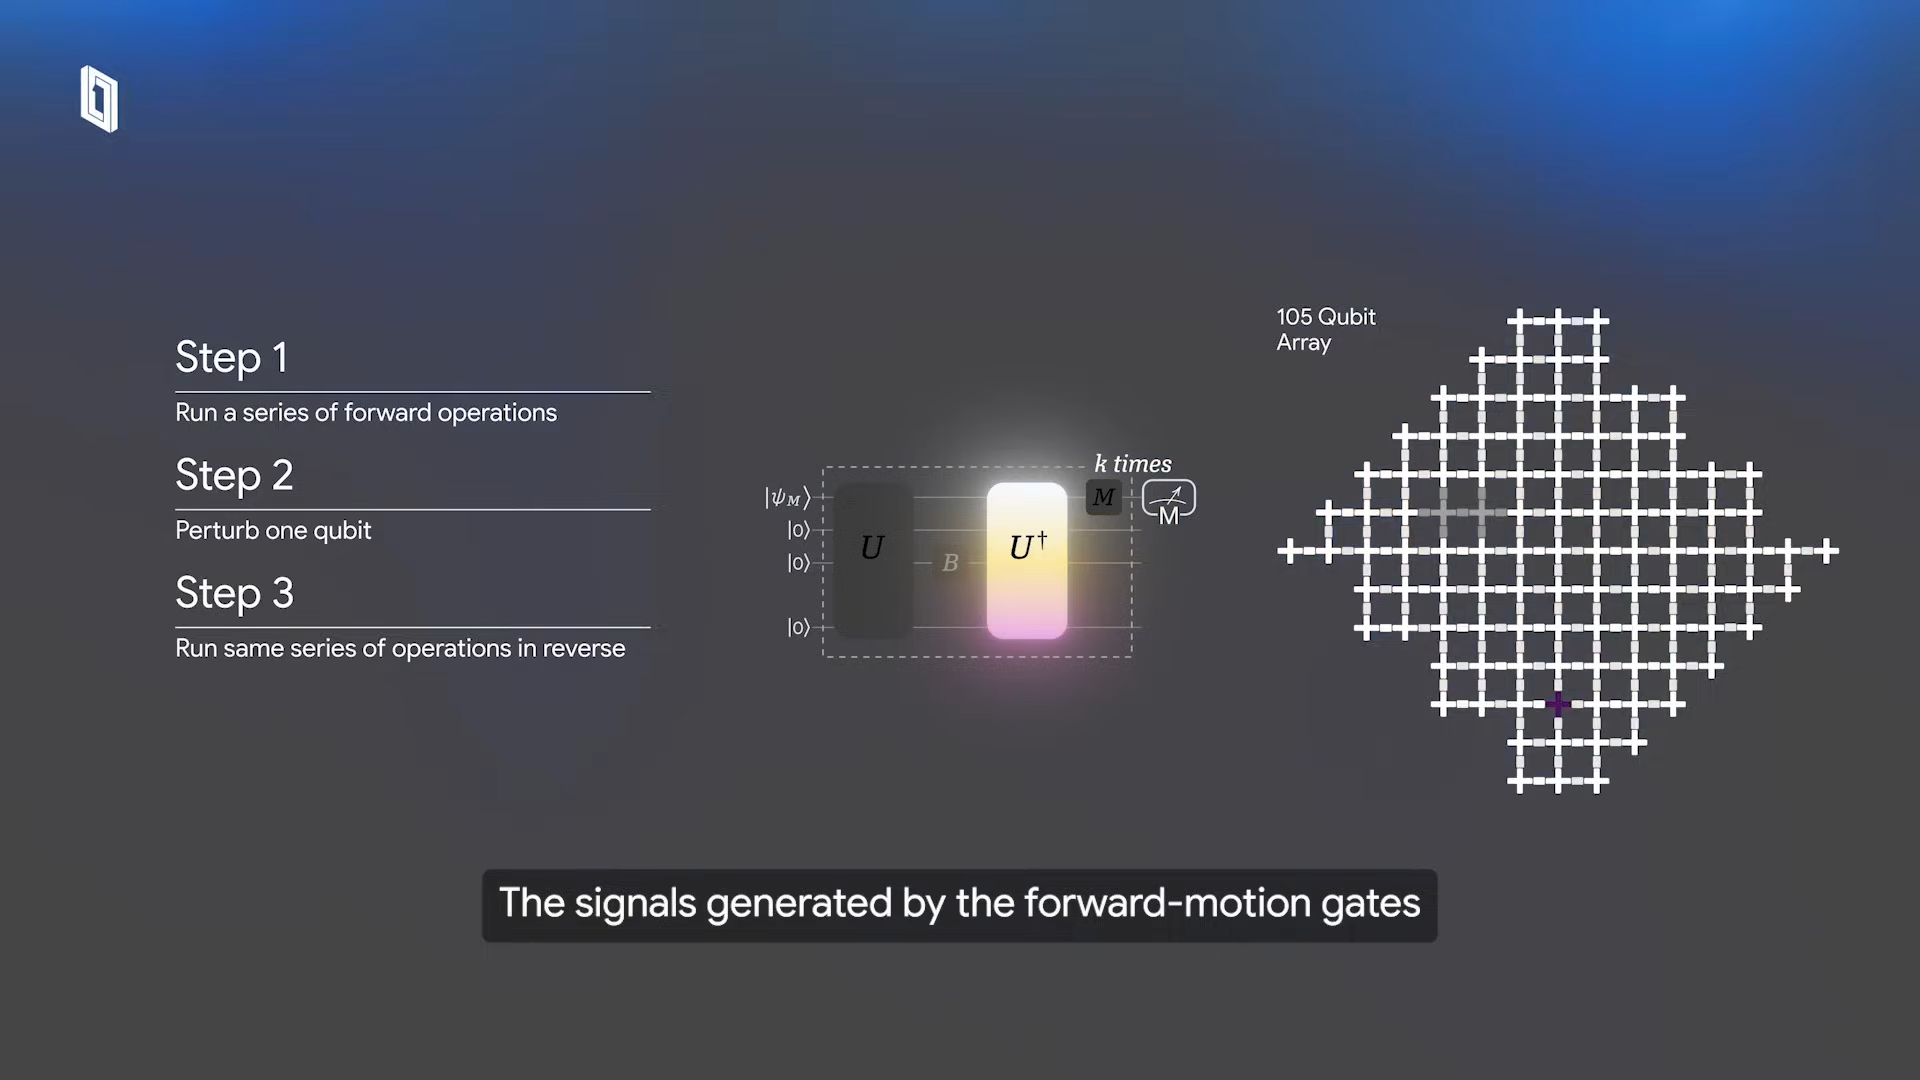 Step 1
Run a series of forward operations
Step 2
Perturb one qubit
Step 3
Run same series of operations in reverse
k times
|ψM⟩
|0⟩
|0⟩
|0⟩
U
B
U†
M
M
105 Qubit
Array
The signals generated by the forward-motion gates